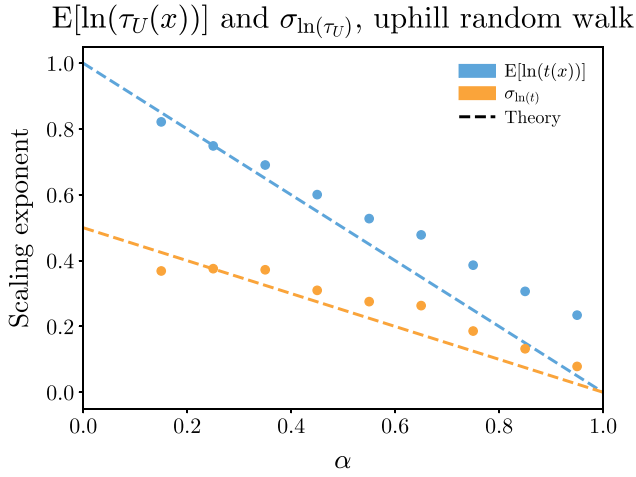 E[ln(τ_U(x))] and σ_ln(τ_U), uphill random walk
E[ln(t(x))]
σ_ln(t)
Theory
Scaling exponent
1.0
0.8
0.6
0.4
0.2
0.0
0.0 0.2 0.4 0.6 0.8 1.0
α